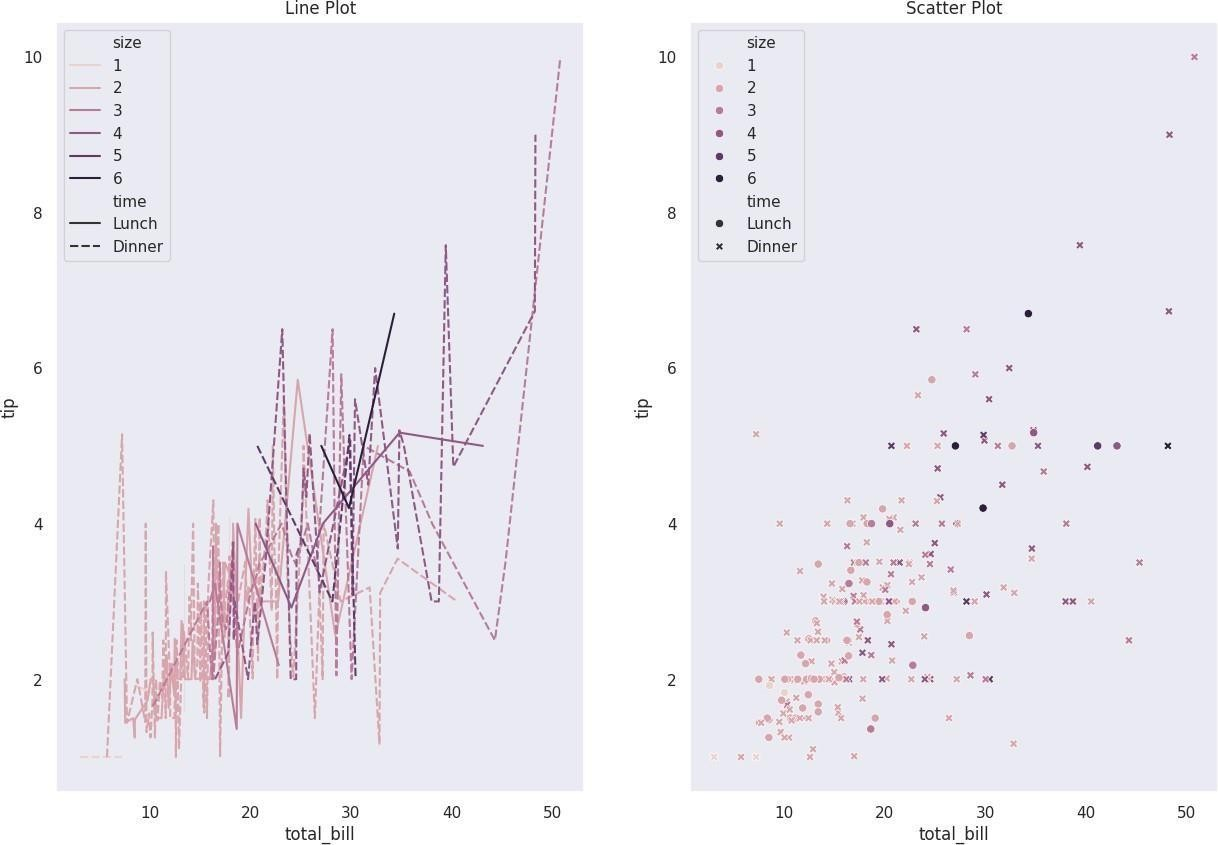 Line Plot
size
1
2
3
4
5
6
time
Lunch
Dinner
10
8
6
4
2
tip
10
20
30
40
50
total_bill
Scatter Plot
size
1
2
3
4
5
6
time
Lunch
Dinner
10
8
6
4
2
tip
10
20
30
40
50
total_bill